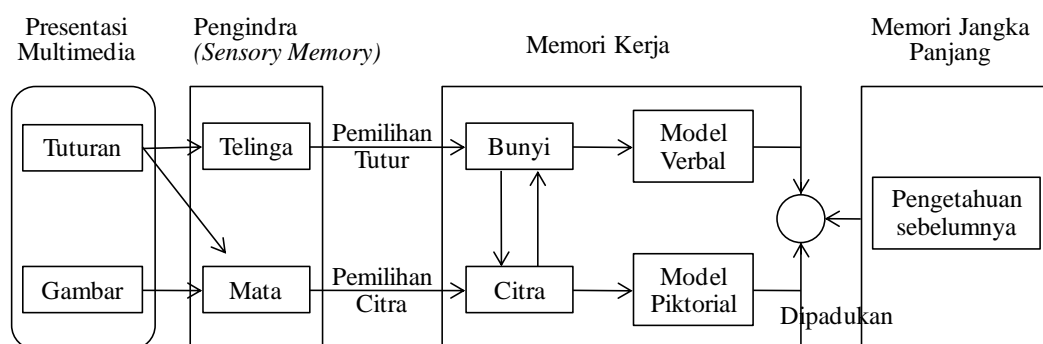 Presentasi
Multimedia
Pengindra
(Sensory Memory)
Memori Kerja
Memori Jangka
Panjang
Tuturan
Telinga
Pemilihan
Tutur
Bunyi
Model
Verbal
Pengetahuan
sebelumnya
Gambar
Mata
Pemilihan
Citra
Citra
Model
Piktorial
Dipadukan